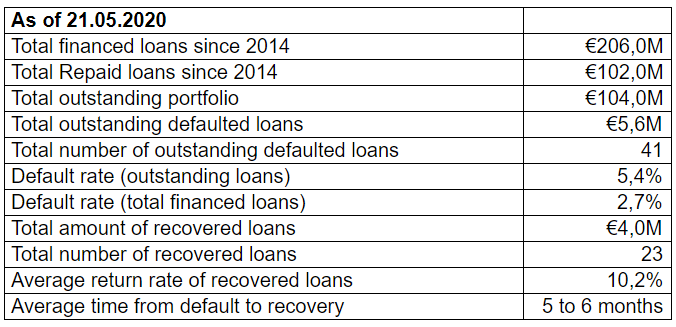 As of 21.05.2020
Total financed loans since 2014 €206,0M
Total Repaid loans since 2014 €102,0M
Total outstanding portfolio €104,0M
Total outstanding defaulted loans €5,6M
Total number of outstanding defaulted loans 41
Default rate (outstanding loans) 5,4%
Default rate (total financed loans) 2,7%
Total amount of recovered loans €4,0M
Total number of recovered loans 23
Average return rate of recovered loans 10,2%
Average time from default to recovery 5 to 6 months